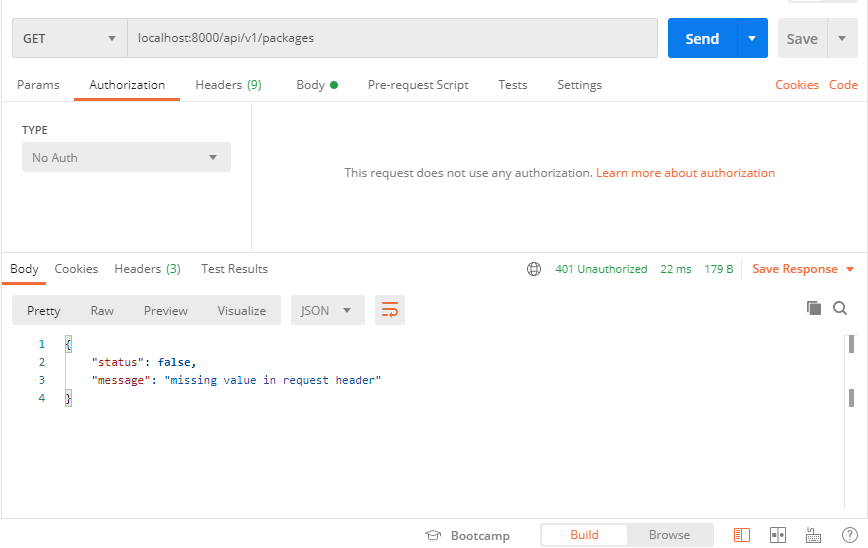 GET localhost:8000/api/v1/packages Send Save
Params Authorization Headers (9) Body Pre-request Script Tests Settings Cookies Code
TYPE
No Auth
This request does not use any authorization. Learn more about authorization
Body Cookies Headers (3) Test Results 401 Unauthorized 22 ms 179 B Save Response
Pretty Raw Preview Visualize JSON
1 {
2 "status": false,
3 "message": "missing value in request header"
4 }
Bootcamp Build Browse ?